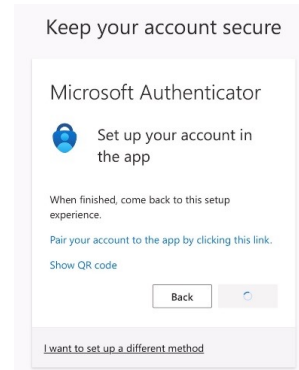 Keep your account secure
Microsoft Authenticator
Set up your account in
the app
When finished, come back to this setup
experience.
Pair your account to the app by clicking this link.
Show QR code
Back
I want to set up a different method